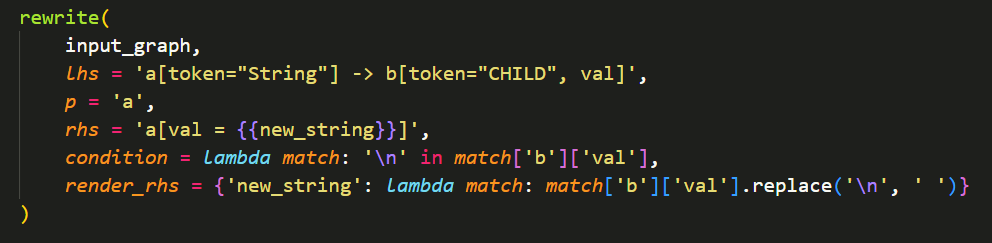 rewrite(
    input_graph,
    lhs = 'a[token="String"] -> b[token="CHILD", val]',
    p = 'a',
    rhs = 'a[val = {{new_string}}]',
    condition = lambda match: '\n' in match['b']['val'],
    render_rhs = {'new_string': lambda match: match['b']['val'].replace('\n', ' ')}
)